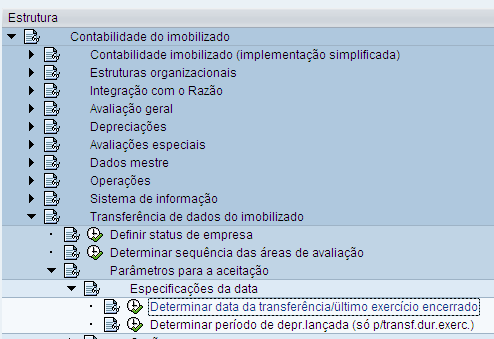 Estrutura
Contabilidade do imobilizado
Contabilidade imobilizado (implementação simplificada)
Estruturas organizacionais
Integração com o Razão
Avaliação geral
Depreciações
Avaliações especiais
Dados mestre
Operações
Sistema de informação
Transferência de dados do imobilizado
Definir status de empresa
Determinar sequência das áreas de avaliação
Parâmetros para a aceitação
Especificações da data
Determinar data da transferência/último exercício encerrado
Determinar período de depr.lançada (só p/transf.dur.exerc.)